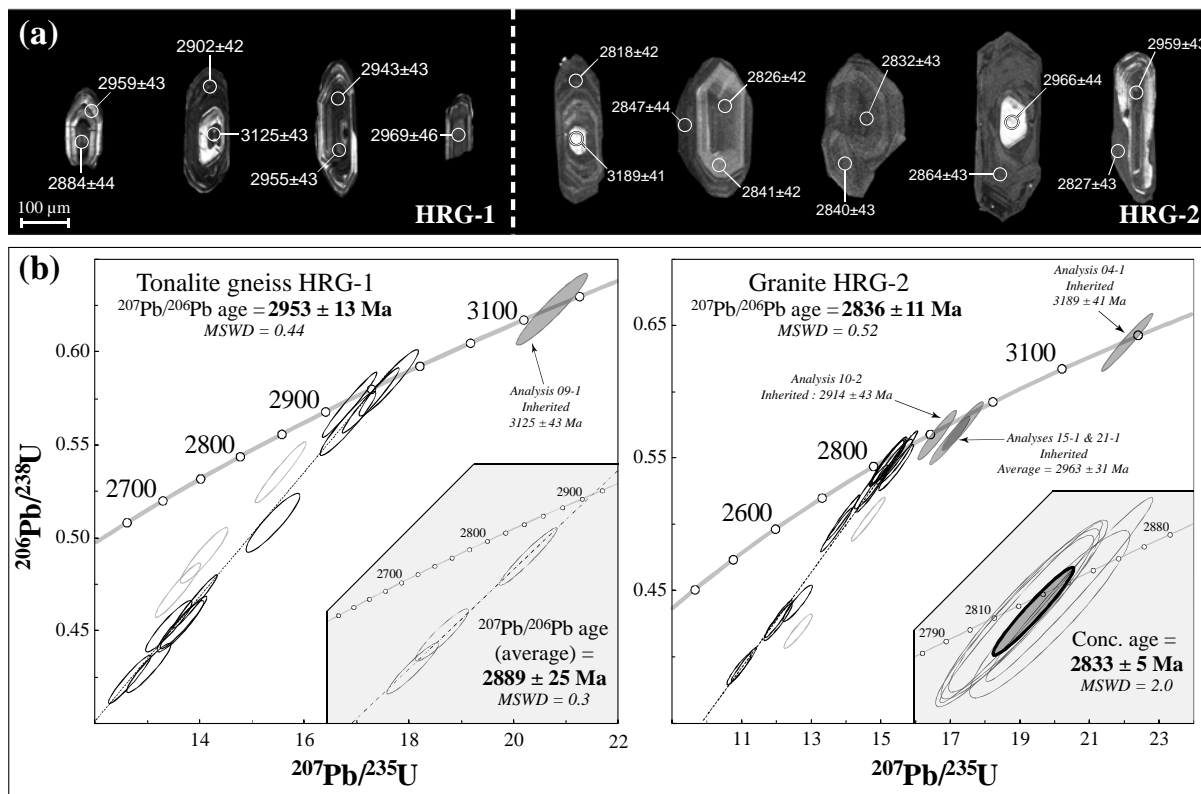 (a)
2902±42
2959±43
2943±43
3125±43
2969±46
2884±44
2955±43
100 µm
HRG-1
2818±42
2826±42
2832±43
2959±43
2847±44
2966±44
3189±41
2841±42
2840±43
2864±43
2827±43
HRG-2
(b)
Tonalite gneiss HRG-1
²⁰⁷Pb/²⁰⁶Pb age = 2953 ± 13 Ma
MSWD = 0.44
3100
2900
2800
2700
Analysis 09-1
Inherited
3125 ± 43 Ma
0.60
0.55
0.50
0.45
²⁰⁶Pb/²³⁸U
2900
2800
2700
²⁰⁷Pb/²⁰⁶Pb age
(average) =
2889 ± 25 Ma
MSWD = 0.3
14 16 18 20 22
²⁰⁷Pb/²³⁵U
Granite HRG-2
²⁰⁷Pb/²⁰⁶Pb age = 2836 ± 11 Ma
MSWD = 0.52
Analysis 04-1
Inherited
3189 ± 41 Ma
3100
Analysis 10-2
Inherited : 2914 ± 43 Ma
2800
Analyses 15-1 & 21-1
Inherited
Average = 2963 ± 31 Ma
2600
0.65
0.55
0.45
2880
2810
2790
Conc. age =
2833 ± 5 Ma
MSWD = 2.0
11 13 15 17 19 21 23
²⁰⁷Pb/²³⁵U